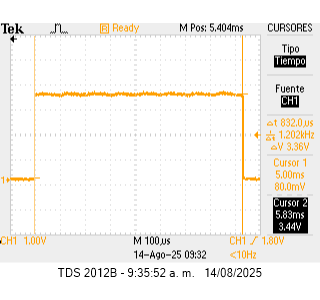 Tek Ready M Pos: 5.404ms CURSORES
Tipo
Tiempo
Fuente
CH1
Δt 832.0µs
1/Δt 1.202kHz
ΔV 3.36V
Cursor 1
5.00ms
80.0mV
Cursor 2
5.83ms
3.44V
1
CH1 1.00V M 100µs CH1 / 1.80V
14-Ago-25 09:32 <10Hz
TDS 2012B - 9:35:52 a. m. 14/08/2025